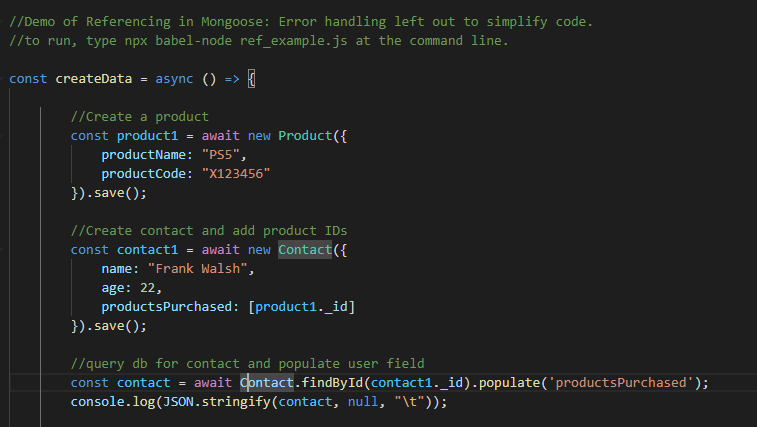 //Demo of Referencing in Mongoose: Error handling left out to simplify code.
//to run, type npx babel-node ref_example.js at the command line.
const createData = async () => {
//Create a product
const product1 = await new Product({
productName: "PS5",
productCode: "X123456"
}).save();
//Create contact and add product IDs
const contact1 = await new Contact({
name: "Frank Walsh",
age: 22,
productsPurchased: [product1._id]
}).save();
//query db for contact and populate user field
const contact = await Contact.findById(contact1._id).populate('productsPurchased');
console.log(JSON.stringify(contact, null, "\t"));